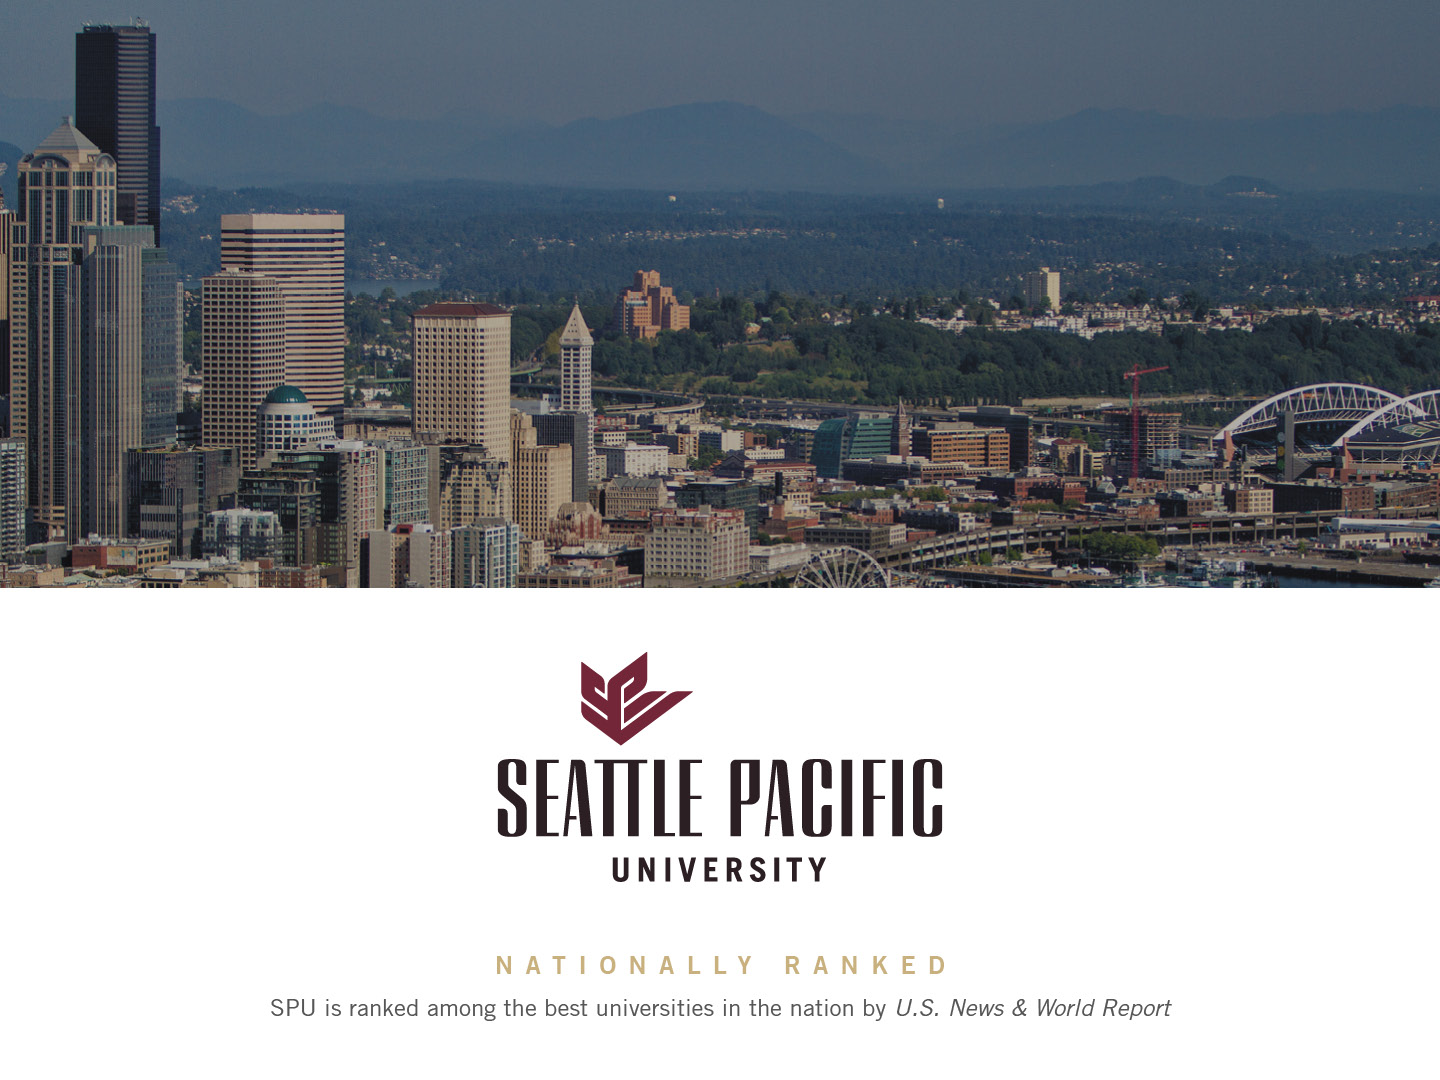 SEATTLE PACIFIC
UNIVERSITY
NATIONALLY RANKED
SPU is ranked among the best universities in the nation by U.S. News & World Report